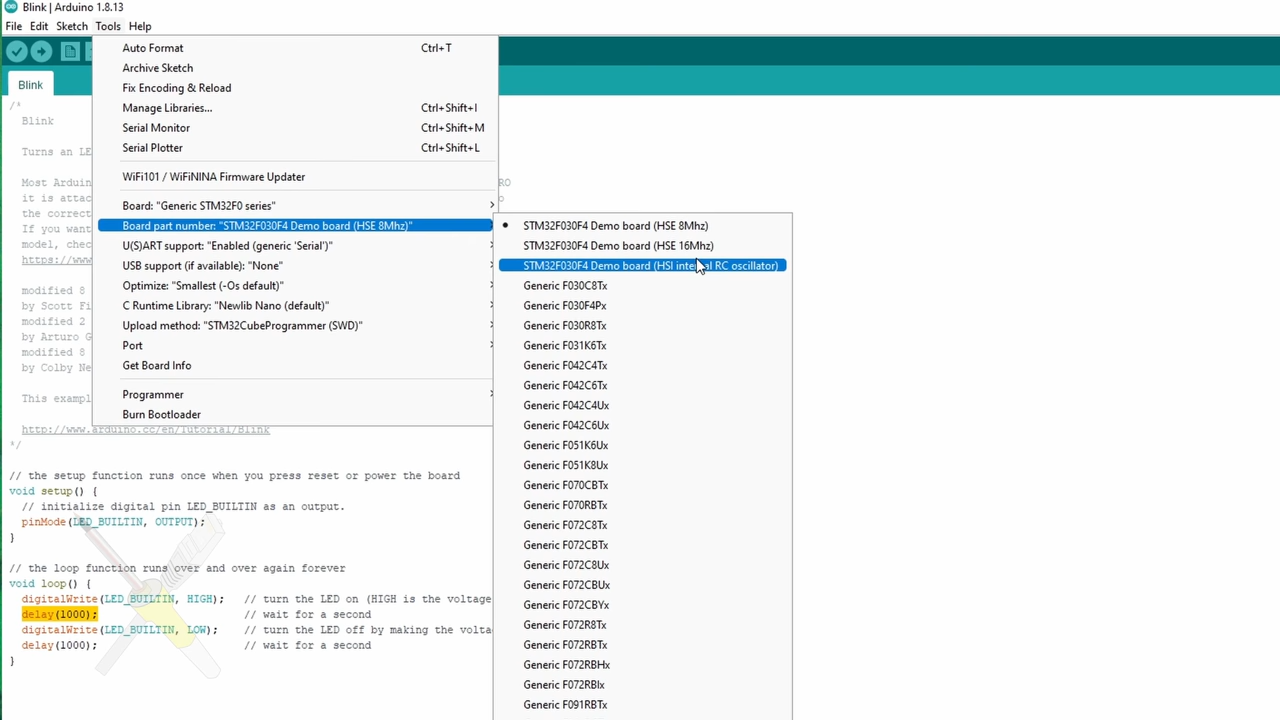 Blink | Arduino 1.8.13
File Edit Sketch Tools Help
Blink
Auto Format Ctrl+T
Archive Sketch
Fix Encoding & Reload
Manage Libraries... Ctrl+Shift+I
Serial Monitor Ctrl+Shift+M
Serial Plotter Ctrl+Shift+L
WiFi101 / WiFiNINA Firmware Updater
Board: "Generic STM32F0 series"
Board part number: "STM32F030F4 Demo board (HSE 8Mhz)"
U(S)ART support: "Enabled (generic 'Serial')"
USB support (if available): "None"
Optimize: "Smallest (-Os default)"
C Runtime Library: "Newlib Nano (default)"
Upload method: "STM32CubeProgrammer (SWD)"
Port
Get Board Info
Programmer
Burn Bootloader
STM32F030F4 Demo board (HSE 8Mhz)
STM32F030F4 Demo board (HSE 16Mhz)
STM32F030F4 Demo board (HSI internal RC oscillator)
Generic F030C8Tx
Generic F030F4Px
Generic F030R8Tx
Generic F031K6Tx
Generic F042C4Tx
Generic F042C6Tx
Generic F042C4Ux
Generic F042C6Ux
Generic F051K6Ux
Generic F051K8Ux
Generic F070CBTx
Generic F070RBTx
Generic F072C8Tx
Generic F072CBTx
Generic F072C8Ux
Generic F072CBUx
Generic F072CBYx
Generic F072R8Tx
Generic F072RBTx
Generic F072RBHx
Generic F072RBIx
Generic F091RBTx
/*
Blink
Turns an LE
Most Arduin RO
it is attac
the correct
If you want
model, chec
https://www
modified 8
by Scott Fi
modified 2
by Arturo G
modified 8
by Colby Ne
This exampl
http://www.arduino.cc/en/Tutorial/Blink
*/
// the setup function runs once when you press reset or power the board
void setup() {
// initialize digital pin LED_BUILTIN as an output.
pinMode(LED_BUILTIN, OUTPUT);
}
// the loop function runs over and over again forever
void loop() {
digitalWrite(LED_BUILTIN, HIGH); // turn the LED on (HIGH is the voltage
delay(1000); // wait for a second
digitalWrite(LED_BUILTIN, LOW); // turn the LED off by making the volta
delay(1000); // wait for a second
}